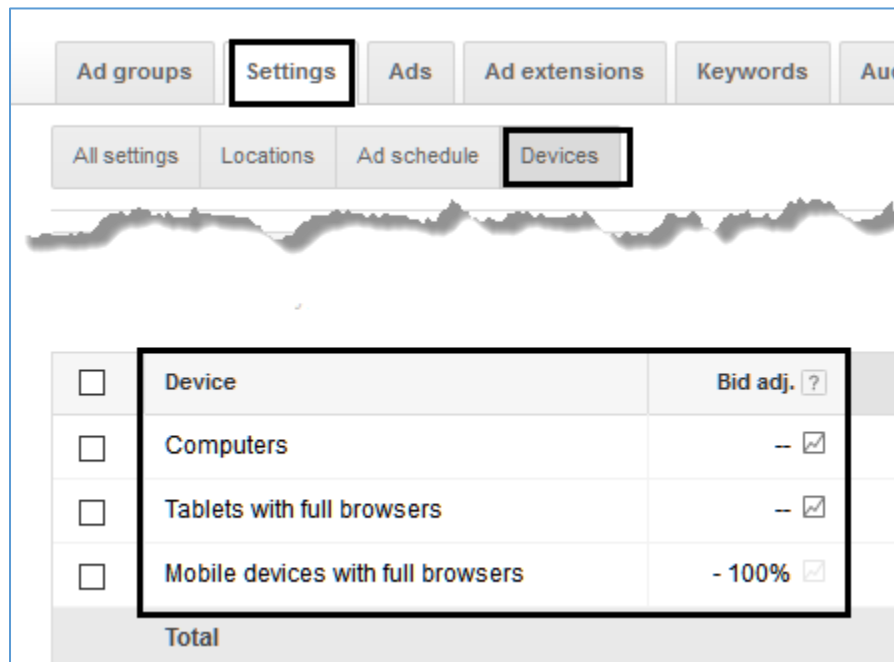 Ad groups Settings Ads Ad extensions Keywords Au
All settings Locations Ad schedule Devices
Device Bid adj. ?
Computers --
Tablets with full browsers --
Mobile devices with full browsers - 100%
Total